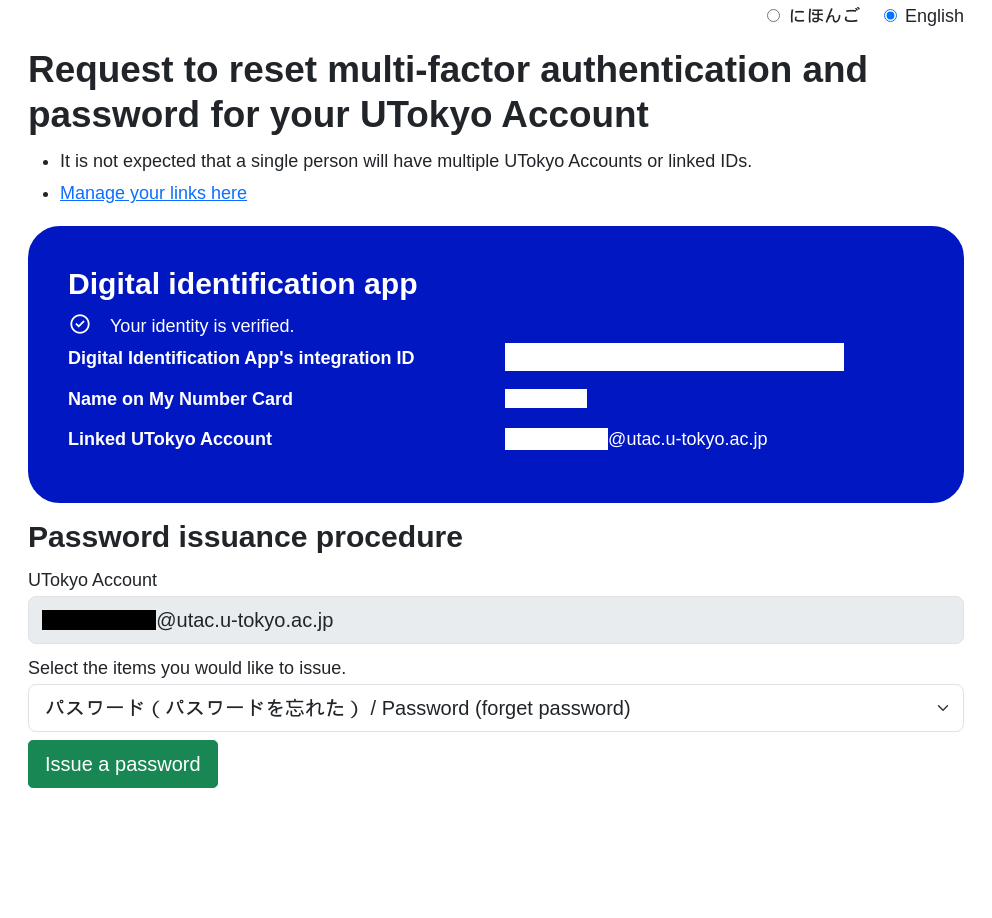 にほんご English
Request to reset multi-factor authentication and
password for your UTokyo Account
It is not expected that a single person will have multiple UTokyo Accounts or linked IDs.
Manage your links here
Digital identification app
Your identity is verified.
Digital Identification App's integration ID
Name on My Number Card
Linked UTokyo Account @utac.u-tokyo.ac.jp
Password issuance procedure
UTokyo Account
@utac.u-tokyo.ac.jp
Select the items you would like to issue.
パスワード（パスワードを忘れた） / Password (forget password)
Issue a password